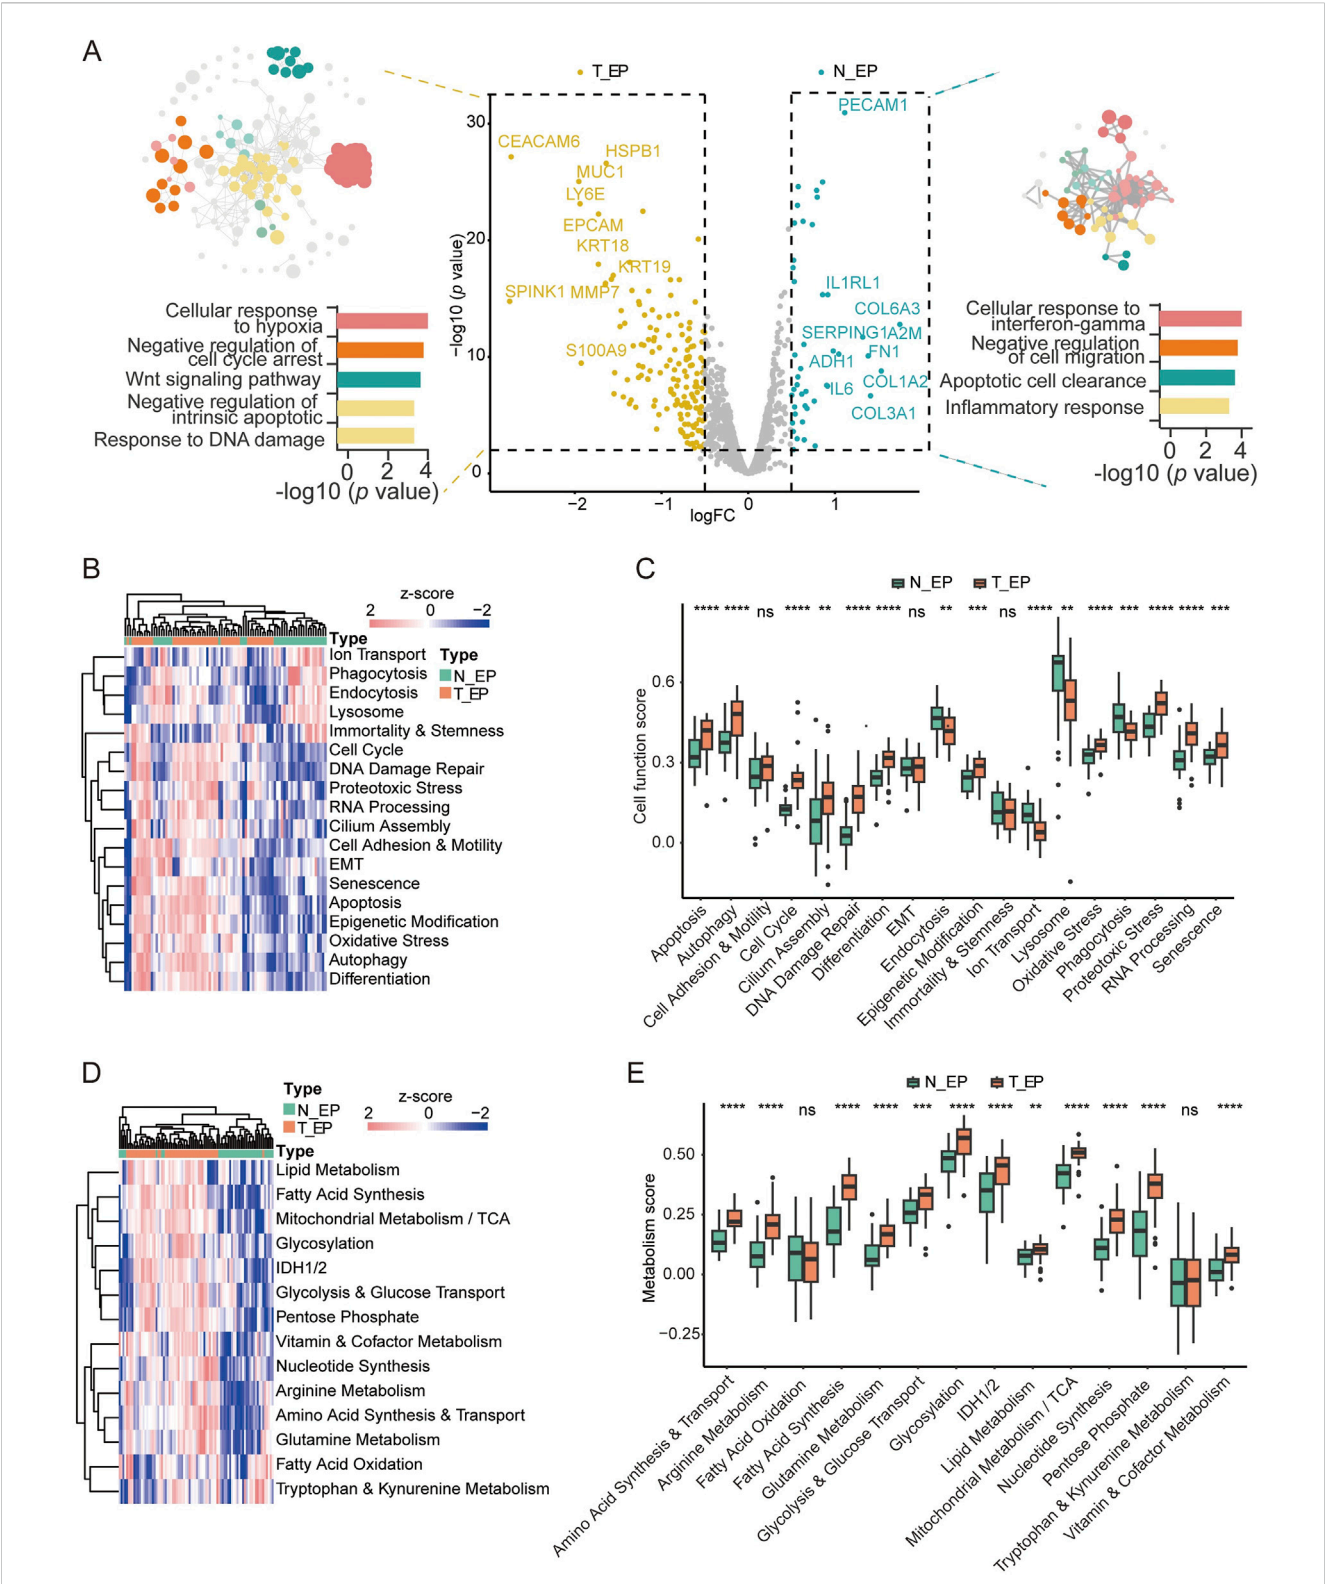 A
T_EP
N_EP
PECAM1
CEACAM6
HSPB1
MUC1
LY6E
EPCAM
KRT18
KRT19
SPINK1 MMP7
S100A9
IL1RL1
COL6A3
SERPING1A2M
FN1
ADH1
COL1A2
IL6
COL3A1
30
20
10
0
−log10 (p value)
−2
−1
0
1
logFC
Cellular response
to hypoxia
Negative regulation of
cell cycle arrest
Wnt signaling pathway
Negative regulation of
intrinsic apoptotic
Response to DNA damage
0 2 4
-log10 (p value)
Cellular response to
interferon-gamma
Negative regulation
of cell migration
Apoptotic cell clearance
Inflammatory response
0 2 4
-log10 (p value)
B
z-score
2 0 −2
Type
Type
N_EP
T_EP
Ion Transport
Phagocytosis
Endocytosis
Lysosome
Immortality & Stemness
Cell Cycle
DNA Damage Repair
Proteotoxic Stress
RNA Processing
Cilium Assembly
Cell Adhesion & Motility
EMT
Senescence
Apoptosis
Epigenetic Modification
Oxidative Stress
Autophagy
Differentiation
C
N_EP T_EP
**** **** ns **** ** **** **** ns ** *** ns **** ** **** *** **** **** ***
0.6
0.3
0.0
Cell function score
Apoptosis
Autophagy
Cell Adhesion & Motility
Cell Cycle
Cilium Assembly
DNA Damage Repair
Differentiation
EMT
Endocytosis
Epigenetic Modification
Immortality & Stemness
Ion Transport
Lysosome
Oxidative Stress
Phagocytosis
Proteotoxic Stress
RNA Processing
Senescence
D
Type
N_EP
T_EP
z-score
2 0 −2
Type
Lipid Metabolism
Fatty Acid Synthesis
Mitochondrial Metabolism / TCA
Glycosylation
IDH1/2
Glycolysis & Glucose Transport
Pentose Phosphate
Vitamin & Cofactor Metabolism
Nucleotide Synthesis
Arginine Metabolism
Amino Acid Synthesis & Transport
Glutamine Metabolism
Fatty Acid Oxidation
Tryptophan & Kynurenine Metabolism
E
N_EP T_EP
**** **** ns **** **** *** **** **** ** **** **** **** ns ****
0.50
0.25
0.00
−0.25
Metabolism score
Amino Acid Synthesis & Transport
Arginine Metabolism
Fatty Acid Oxidation
Fatty Acid Synthesis
Glutamine Metabolism
Glycolysis & Glucose Transport
Glycosylation
IDH1/2
Lipid Metabolism
Mitochondrial Metabolism / TCA
Nucleotide Synthesis
Pentose Phosphate
Tryptophan & Kynurenine Metabolism
Vitamin & Cofactor Metabolism